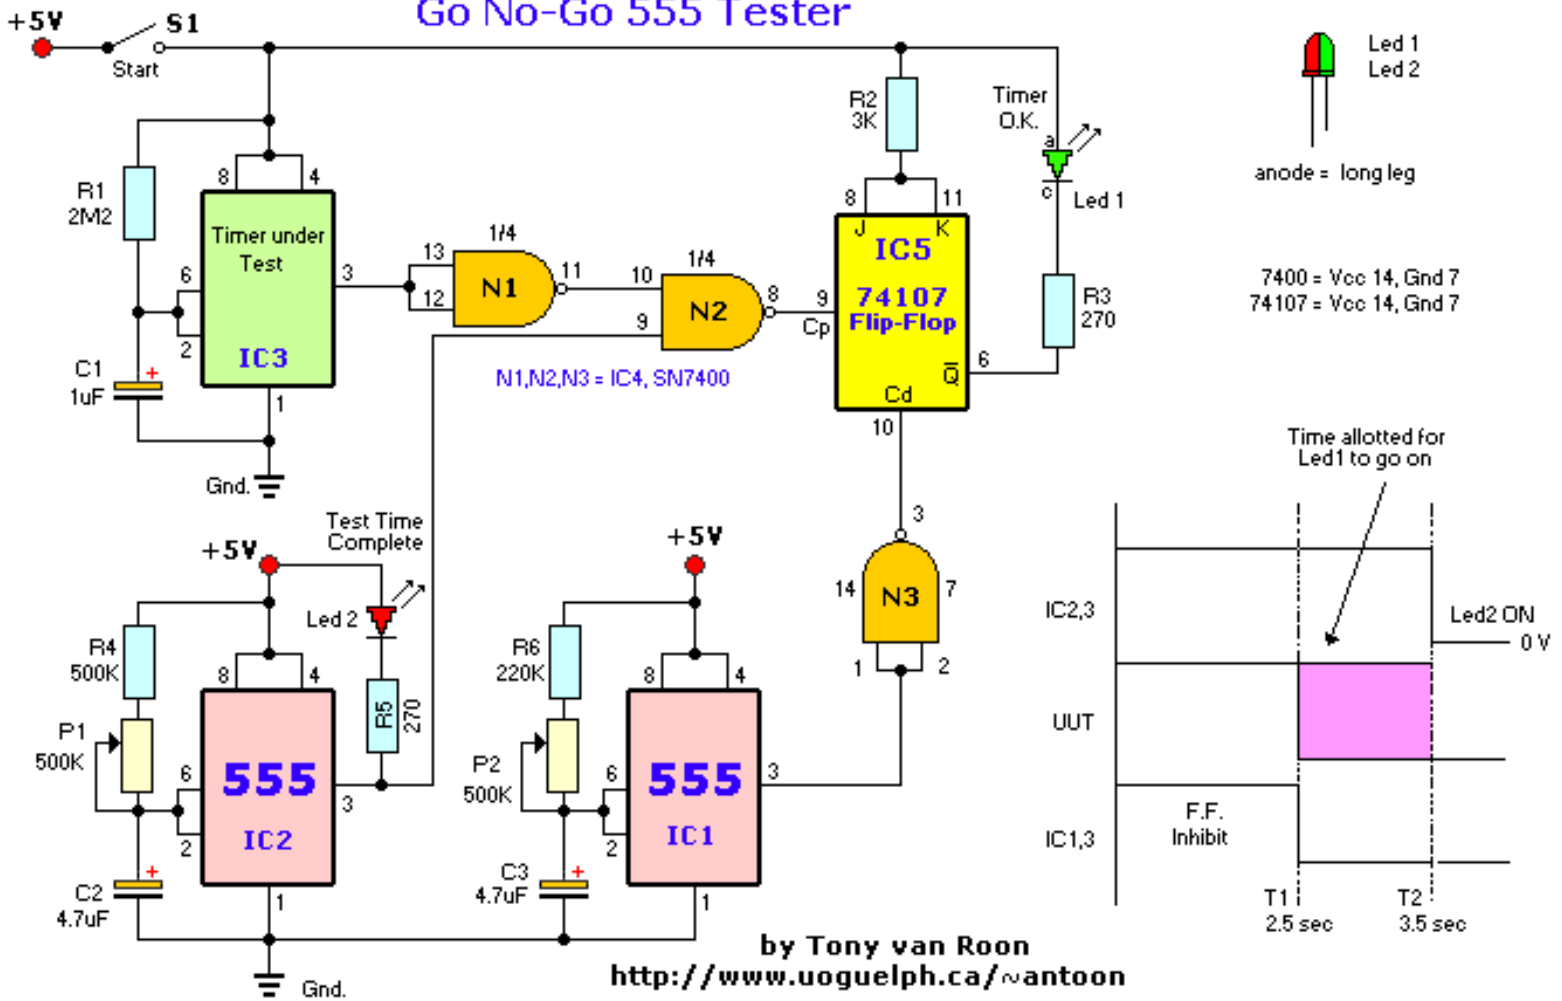 Go No-Go 555 Tester
+5V
S1
Start
R1
2M2
8
4
Timer under
Test
6
2
3
IC3
1
C1
+
1uF
Gnd.
1/4
13
12
N1
11
1/4
10
9
N2
8
N1,N2,N3 = IC4, SN7400
R2
3K
8
11
J
K
IC5
74107
Flip-Flop
9
Cp
Q
6
Cd
10
Timer
O.K.
a
c
Led 1
R3
270
Led 1
Led 2
anode = long leg
7400 = Vcc 14, Gnd 7
74107 = Vcc 14, Gnd 7
3
14
N3
7
1
2
+5V
Test Time
Complete
Led 2
R4
500K
P1
500K
R5
270
8
4
6
2
555
IC2
3
1
C2
+
4.7uF
Gnd.
+5V
R6
220K
P2
500K
8
4
6
2
555
IC1
3
1
C3
+
4.7uF
Time allotted for
Led1 to go on
IC2,3
Led2 ON
0 V
UUT
IC1,3
F.F.
Inhibit
T1
2.5 sec
T2
3.5 sec
by Tony van Roon
http://www.uoguelph.ca/~antoon